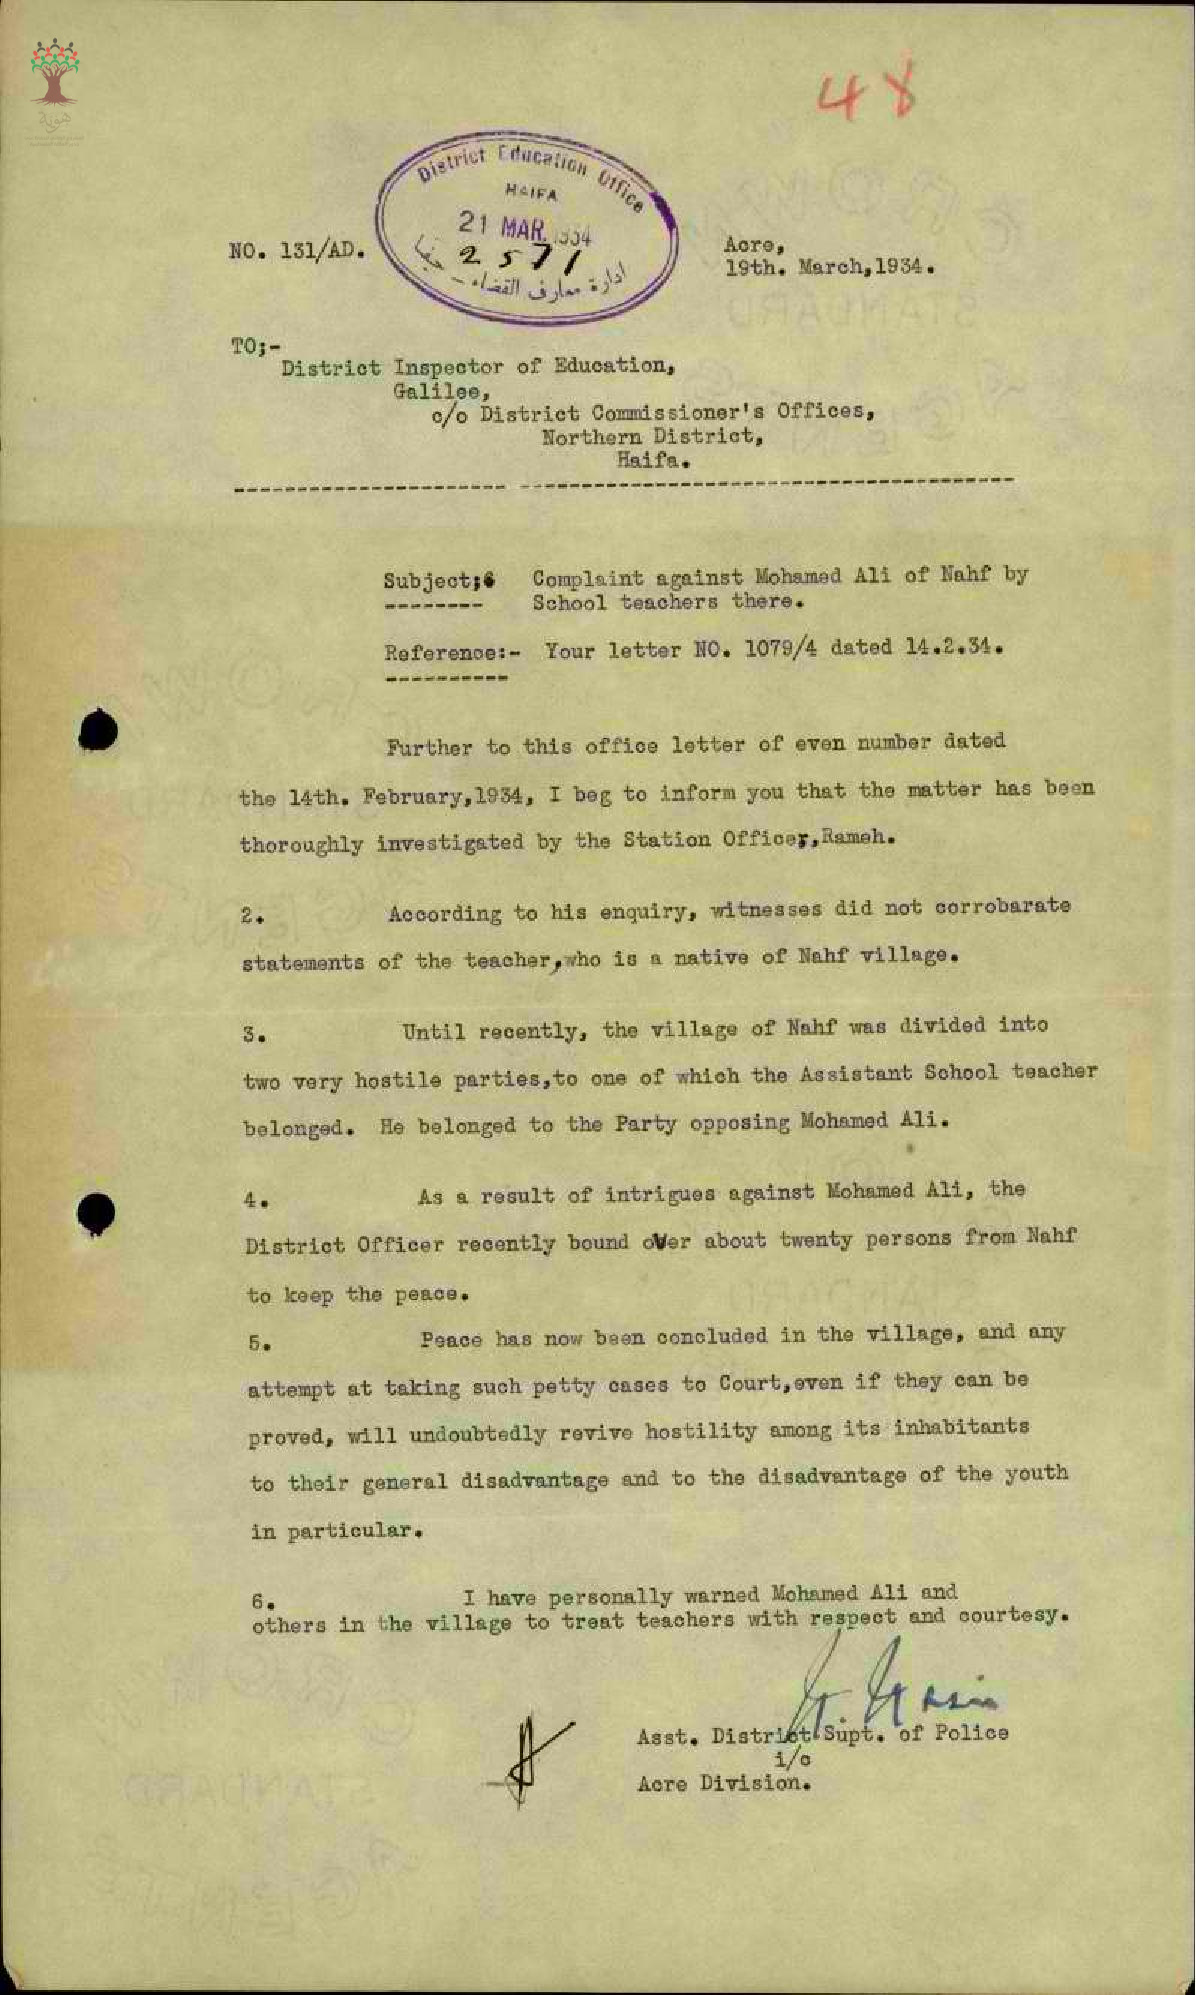 48
هوية
District Education Office
HAIFA
21 MAR. 1934
2571
ادارة معارف القضاء - حيفا
NO. 131/AD.
Acre,
19th. March,1934.
TO;-
District Inspector of Education,
Galilee,
c/o District Commissioner's Offices,
Northern District,
Haifa.
Subject; Complaint against Mohamed Ali of Nahf by
School teachers there.
Reference:- Your letter NO. 1079/4 dated 14.2.34.
Further to this office letter of even number dated
the 14th. February,1934, I beg to inform you that the matter has been
thoroughly investigated by the Station Officer,Rameh.
2. According to his enquiry, witnesses did not corrobarate
statements of the teacher,who is a native of Nahf village.
3. Until recently, the village of Nahf was divided into
two very hostile parties,to one of which the Assistant School teacher
belonged. He belonged to the Party opposing Mohamed Ali.
4. As a result of intrigues against Mohamed Ali, the
District Officer recently bound over about twenty persons from Nahf
to keep the peace.
5. Peace has now been concluded in the village, and any
attempt at taking such petty cases to Court,even if they can be
proved, will undoubtedly revive hostility among its inhabitants
to their general disadvantage and to the disadvantage of the youth
in particular.
6. I have personally warned Mohamed Ali and
others in the village to treat teachers with respect and courtesy.
Asst. District Supt. of Police
i/c
Acre Division.